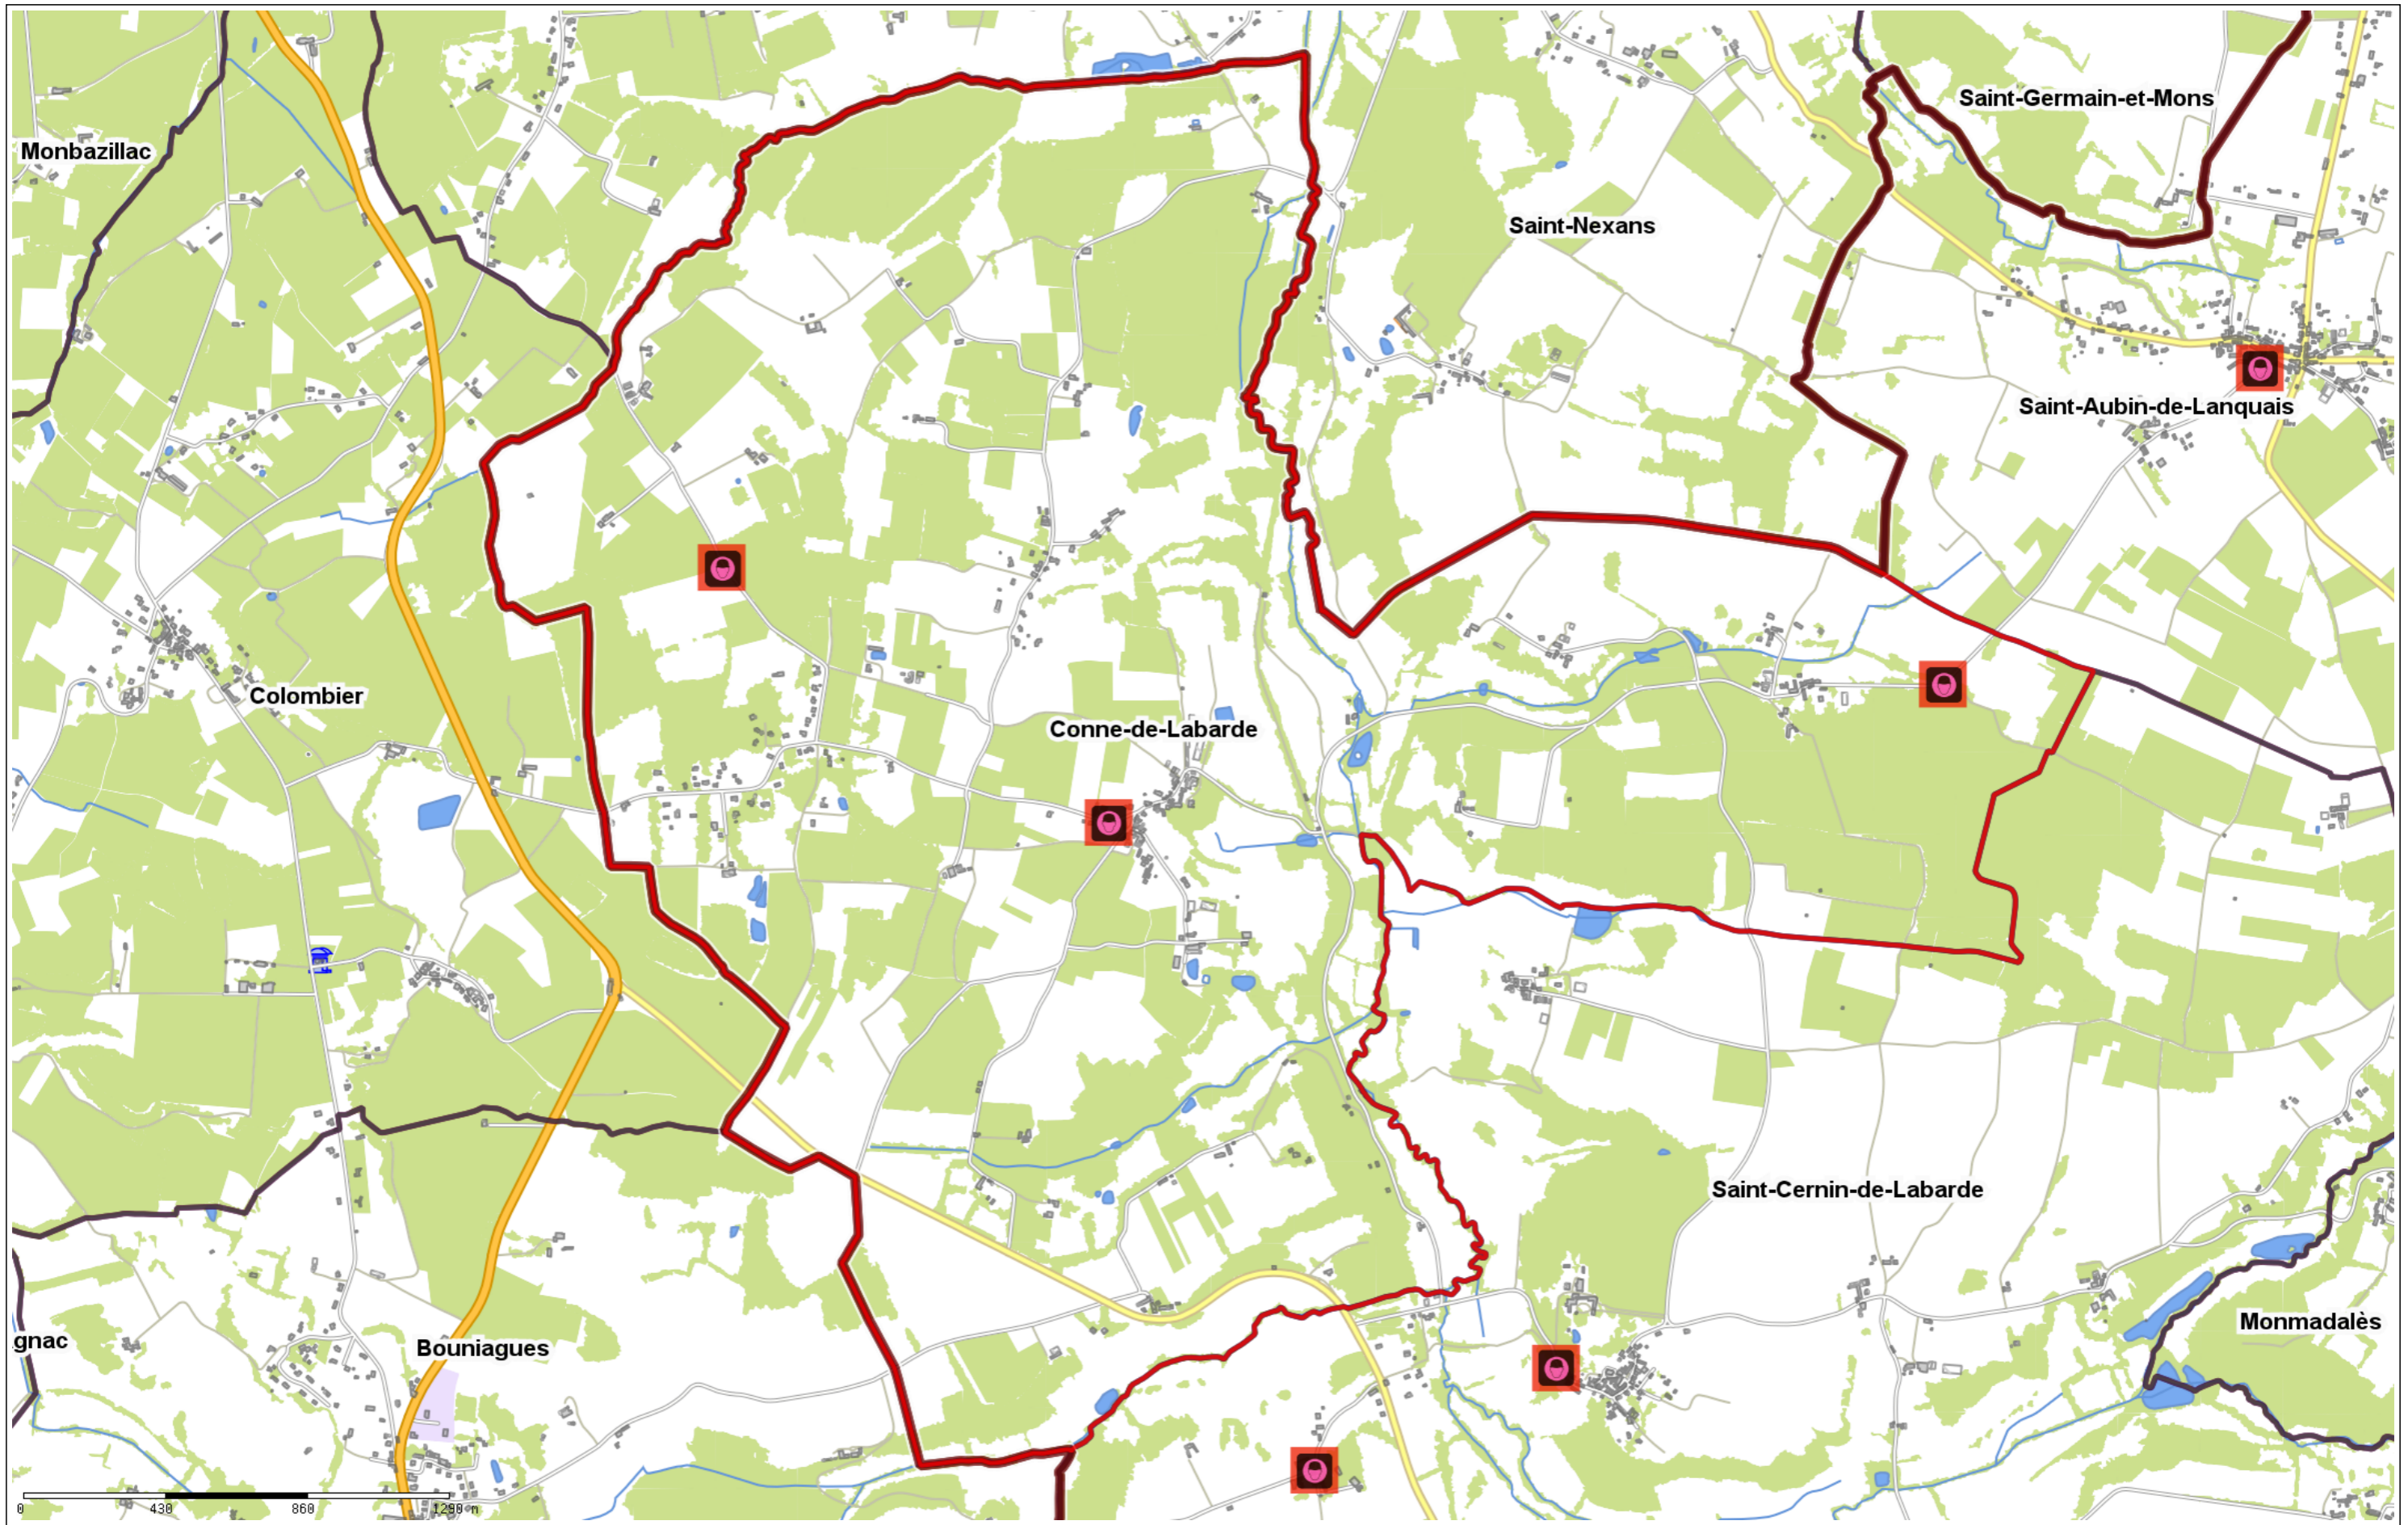 Saint-Germain-et-Mons
Monbazillac
Saint-Nexans
Saint-Aubin-de-Lanquais
Colombier
Conne-de-Labarde
Saint-Cernin-de-Labarde
Monmadalès
gnac
Bouniagues
0 430 860 1290 m